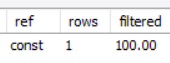 ref rows filtered
const 1 100.00